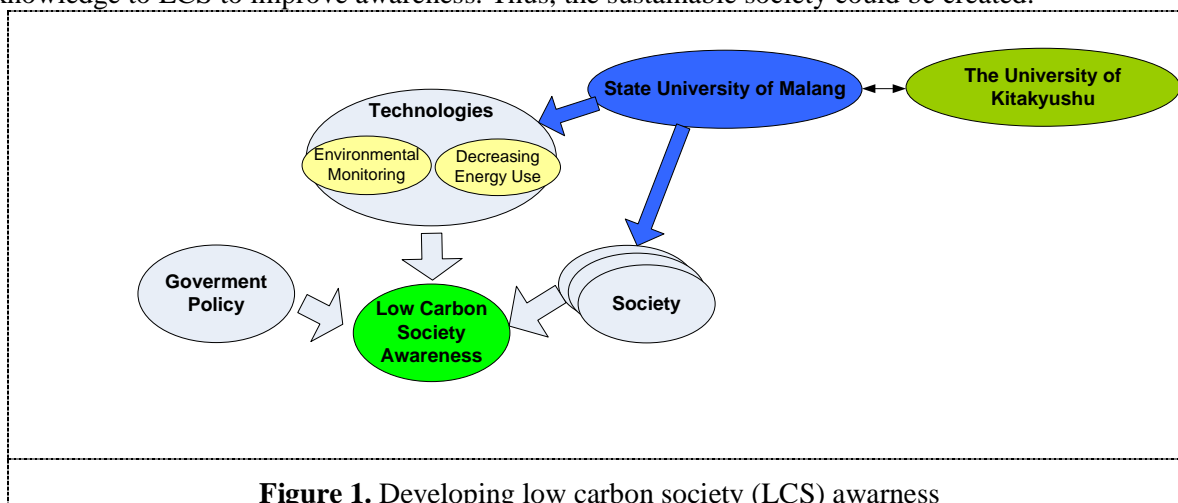 knowledge to LCS to improve awareness. Thus, the sustainable society could be created.
State University of Malang
The University of
Kitakyushu
Technologies
Environmental
Monitoring
Decreasing
Energy Use
Goverment
Policy
Low Carbon
Society
Awareness
Society
Figure 1. Developing low carbon society (LCS) awarness